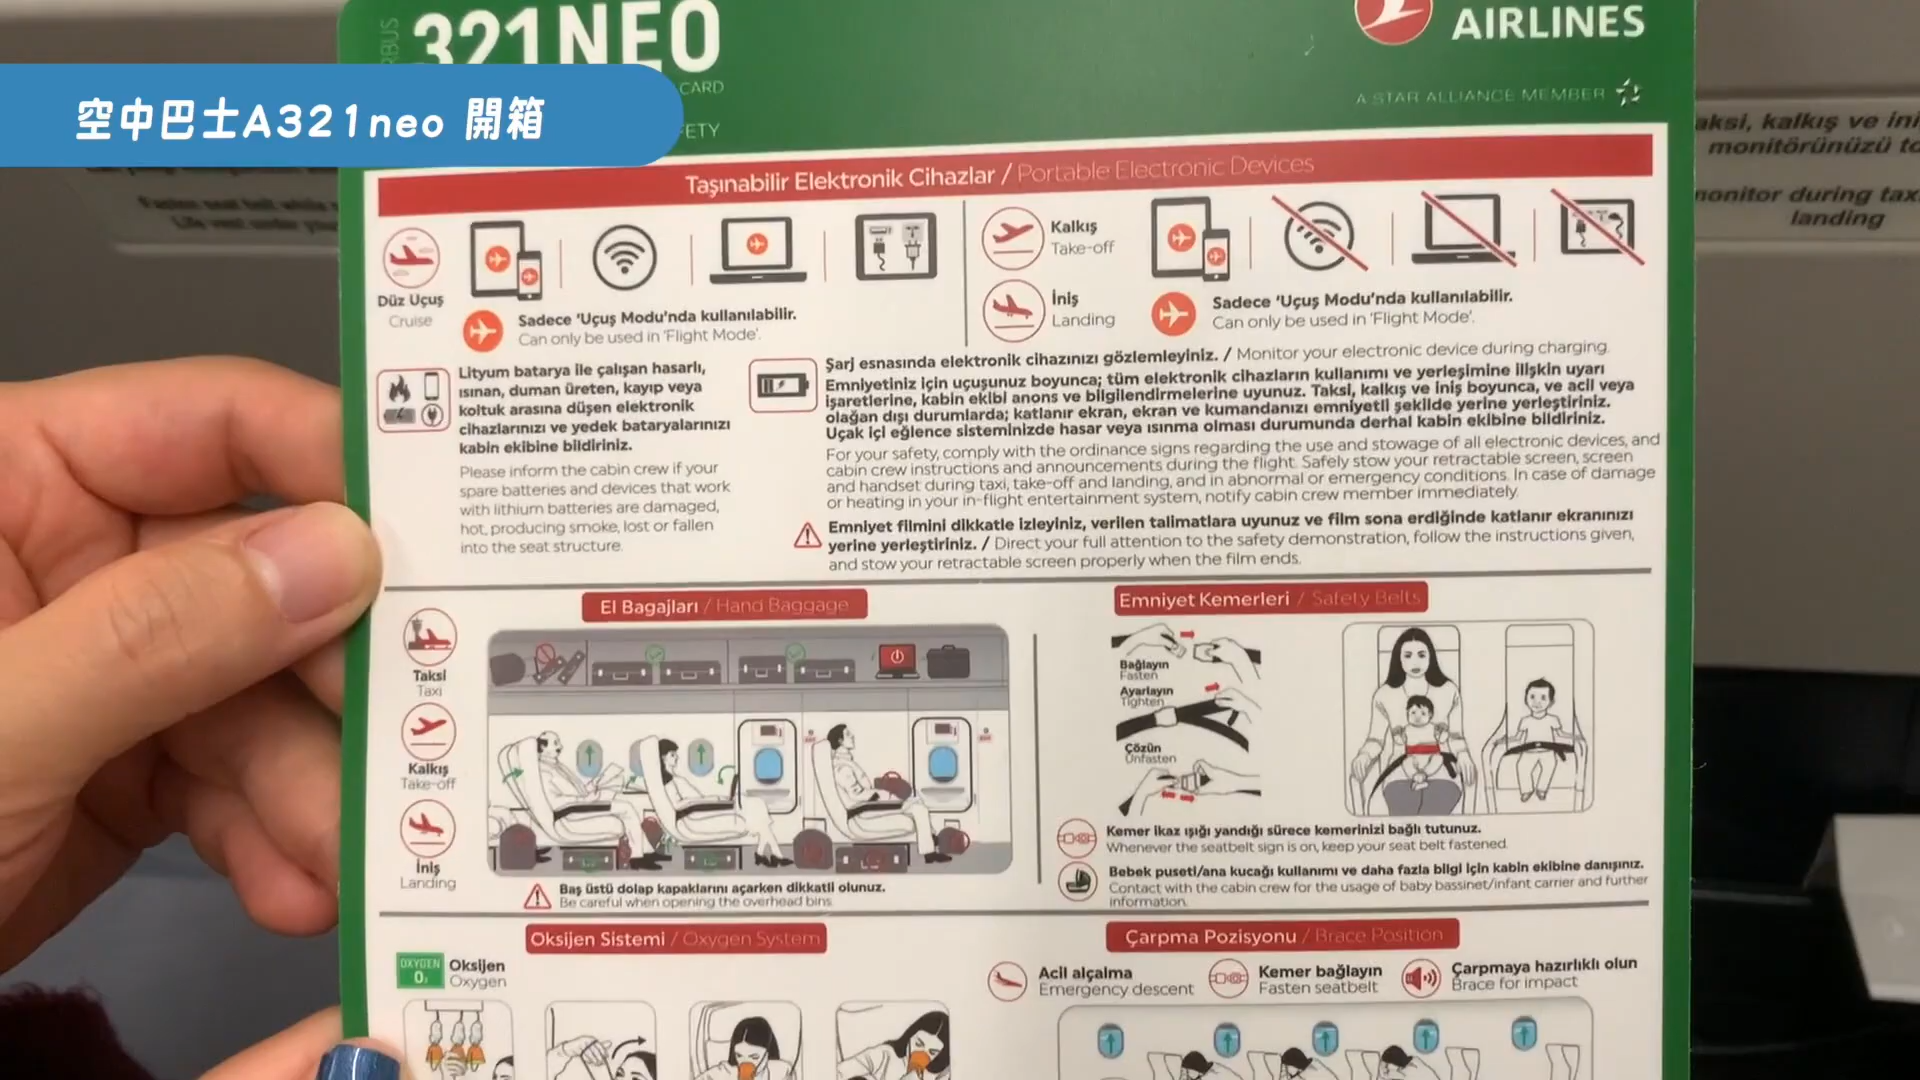 321NEO
AIRLINES
CARD
A STAR ALLIANCE MEMBER
空中巴士A321neo 開箱
Taşınabilir Elektronik Cihazlar / Portable Electronic Devices
Düz Uçuş
Cruise
Sadece 'Uçuş Modu'nda kullanılabilir.
Can only be used in 'Flight Mode'.
Kalkış
Take-off
İniş
Landing
Sadece 'Uçuş Modu'nda kullanılabilir.
Can only be used in 'Flight Mode'.
Lityum batarya ile çalışan hasarlı,
ısınan, duman üreten, kayıp veya
koltuk arasına düşen elektronik
cihazlarınızı ve yedek bataryalarınızı
kabin ekibine bildiriniz.
Please inform the cabin crew if your
spare batteries and devices that work
with lithium batteries are damaged,
hot, producing smoke, lost or fallen
into the seat structure.
Şarj esnasında elektronik cihazınızı gözlemleyiniz. / Monitor your electronic device during charging.
Emniyetiniz için uçuşunuz boyunca; tüm elektronik cihazların kullanımı ve yerleşimine ilişkin uyarı
işaretlerine, kabin ekibi anons ve bilgilendirmelerine uyunuz. Taksi, kalkış ve iniş boyunca, ve acil veya
olağan dışı durumlarda; katlanır ekran, ekran ve kumandanızı emniyetli şekilde yerine yerleştiriniz.
Uçak içi eğlence sisteminizde hasar veya ısınma olması durumunda derhal kabin ekibine bildiriniz.
For your safety, comply with the ordinance signs regarding the use and stowage of all electronic devices, and
cabin crew instructions and announcements during the flight. Safely stow your retractable screen, screen
and handset during taxi, take-off and landing, and in abnormal or emergency conditions. In case of damage
or heating in your in-flight entertainment system, notify cabin crew member immediately.
Emniyet filmini dikkatle izleyiniz, verilen talimatlara uyunuz ve film sona erdiğinde katlanır ekranınızı
yerine yerleştiriniz. / Direct your full attention to the safety demonstration, follow the instructions given,
and stow your retractable screen properly when the film ends.
El Bagajları / Hand Baggage
Taksi
Taxi
Kalkış
Take-off
İniş
Landing
Baş üstü dolap kapaklarını açarken dikkatli olunuz.
Be careful when opening the overhead bins.
Emniyet Kemerleri / Safety Belts
Bağlayın
Fasten
Ayarlayın
Tighten
Çözün
Unfasten
Kemer ikaz ışığı yandığı sürece kemerinizi bağlı tutunuz.
Whenever the seatbelt sign is on, keep your seat belt fastened.
Bebek puseti/ana kucağı kullanımı ve daha fazla bilgi için kabin ekibine danışınız.
Contact with the cabin crew for the usage of baby bassinet/infant carrier and further
information.
Oksijen Sistemi / Oxygen System
OXYGEN
Oksijen
Oxygen
Çarpma Pozisyonu / Brace Position
Acil alçalma
Emergency descent
Kemer bağlayın
Fasten seatbelt
Çarpmaya hazırlıklı olun
Brace for impact
kalkış ve
monitörünüzü
monitor during
landing